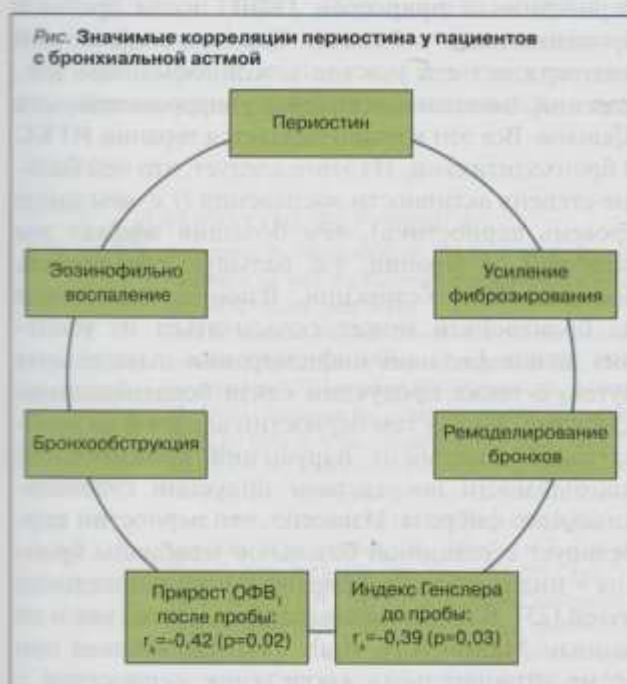 Рис. Значимые корреляции периостина у пациентов
с бронхиальной астмой
Периостин
Эозинофильно
воспаление
Усиление
фиброзирования
Бронхообструкция
Ремоделирование
бронхов
Прирост ОФВ₁
после пробы:
rₛ=-0,42 (p=0,02)
Индекс Генслера
до пробы:
rₛ=-0,39 (p=0,03)